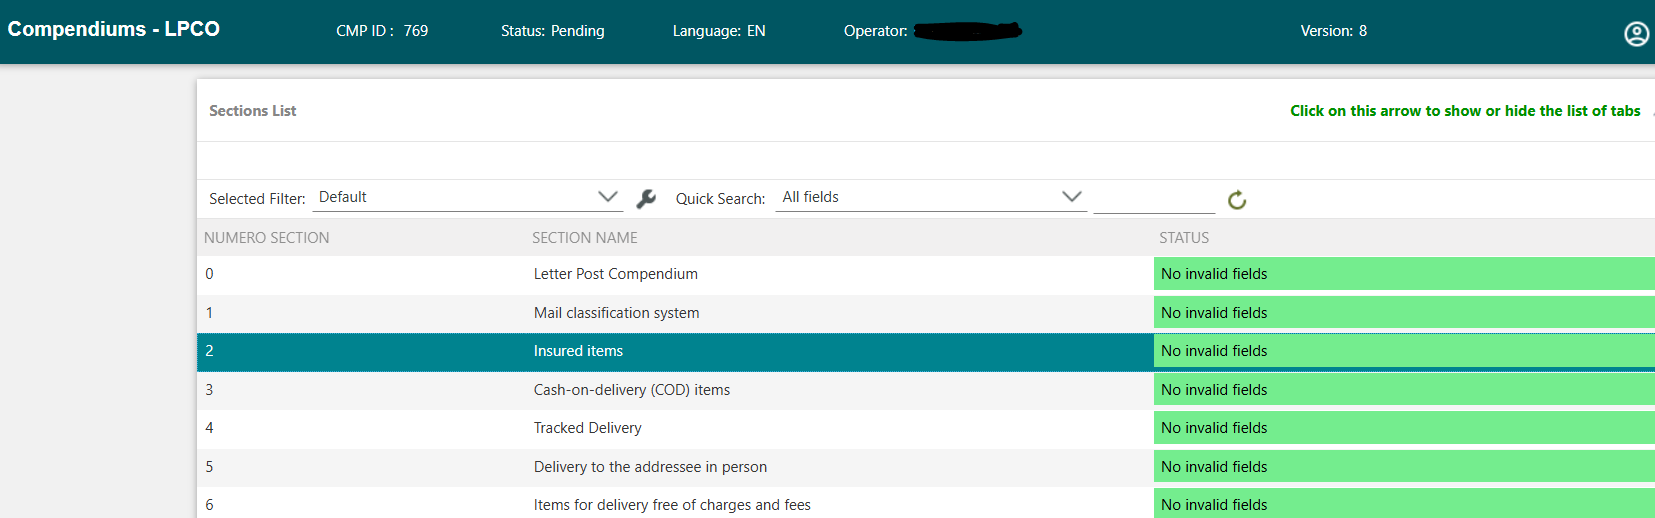 Compendiums - LPCO CMP ID : 769 Status: Pending Language: EN Operator: Version: 8
Sections List Click on this arrow to show or hide the list of tabs
Selected Filter: Default Quick Search: All fields
NUMERO SECTION SECTION NAME STATUS
0 Letter Post Compendium No invalid fields
1 Mail classification system No invalid fields
2 Insured items No invalid fields
3 Cash-on-delivery (COD) items No invalid fields
4 Tracked Delivery No invalid fields
5 Delivery to the addressee in person No invalid fields
6 Items for delivery free of charges and fees No invalid fields